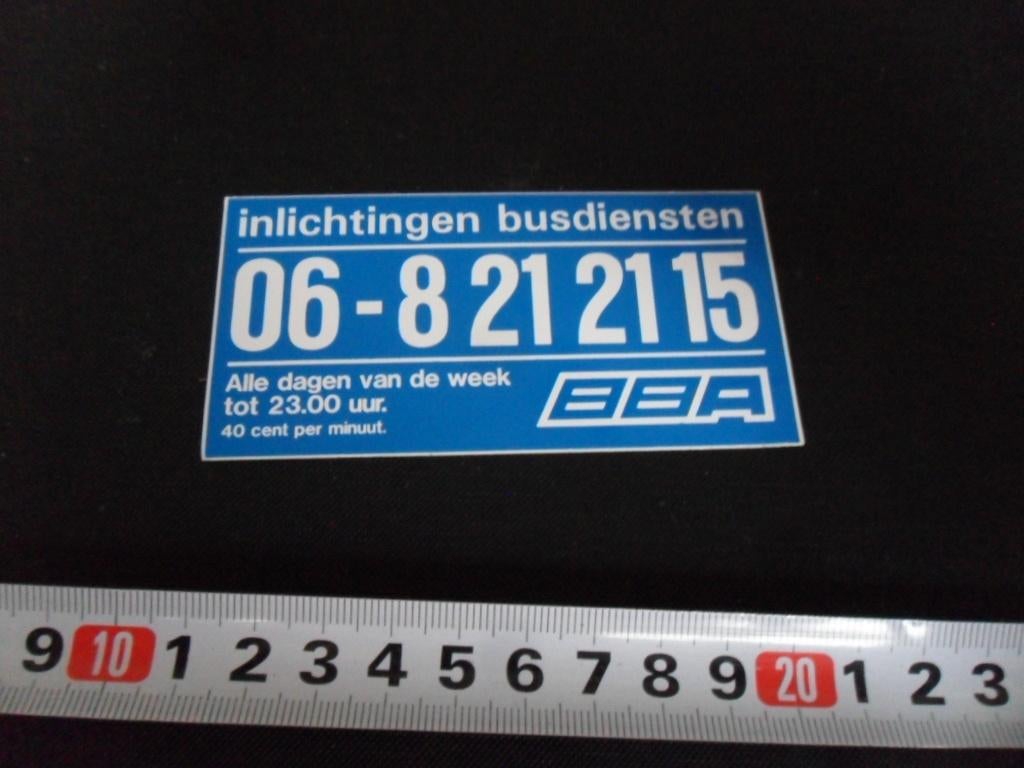 inlichtingen busdiensten
06-8 21 21 15
Alle dagen van de week
tot 23.00 uur.
40 cent per minuut.
BBA
9 10 1 2 3 4 5 6 7 8 9 20 1 2 3